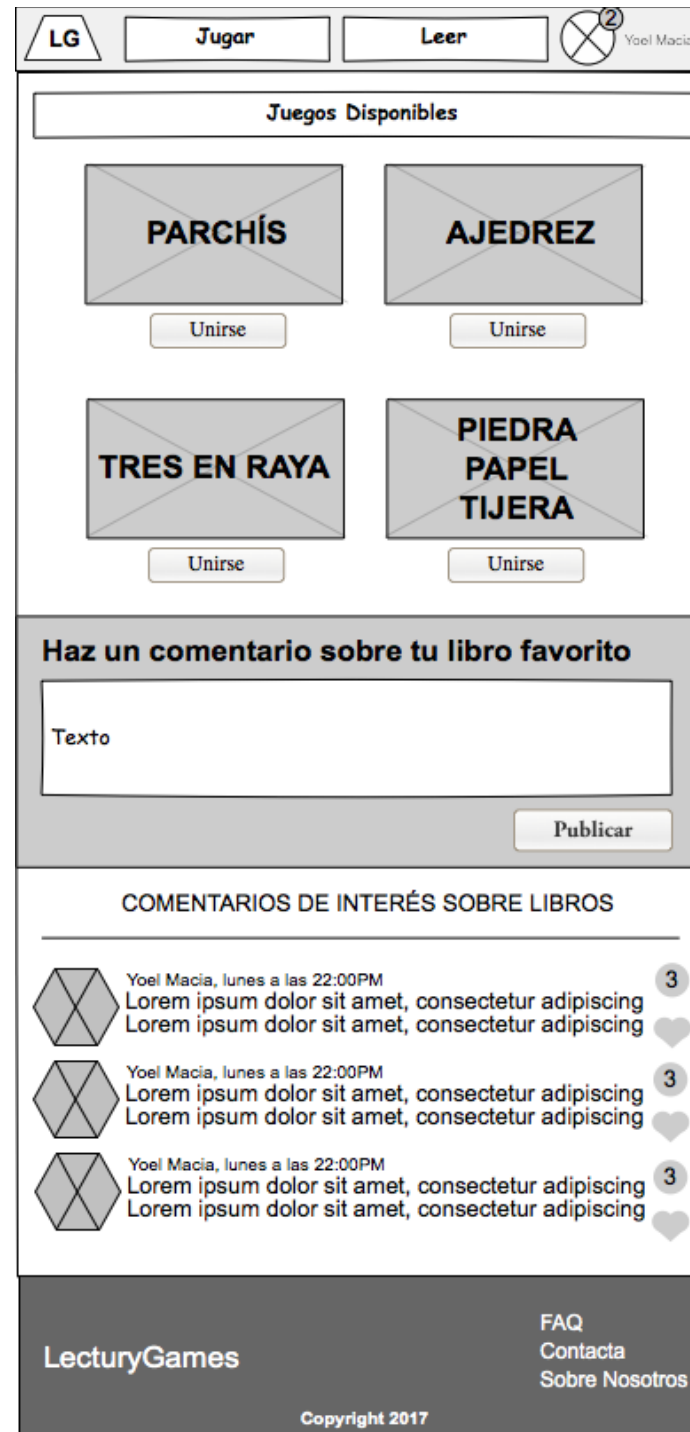 LG
Jugar
Leer
2
Yoel Macia
Juegos Disponibles
PARCHÍS
AJEDREZ
Unirse
Unirse
TRES EN RAYA
PIEDRA
PAPEL
TIJERA
Unirse
Unirse
Haz un comentario sobre tu libro favorito
Texto
Publicar
COMENTARIOS DE INTERÉS SOBRE LIBROS
Yoel Macia, lunes a las 22:00PM
Lorem ipsum dolor sit amet, consectetur adipiscing
Lorem ipsum dolor sit amet, consectetur adipiscing
3
Yoel Macia, lunes a las 22:00PM
Lorem ipsum dolor sit amet, consectetur adipiscing
Lorem ipsum dolor sit amet, consectetur adipiscing
3
Yoel Macia, lunes a las 22:00PM
Lorem ipsum dolor sit amet, consectetur adipiscing
Lorem ipsum dolor sit amet, consectetur adipiscing
3
LecturyGames
FAQ
Contacta
Sobre Nosotros
Copyright 2017